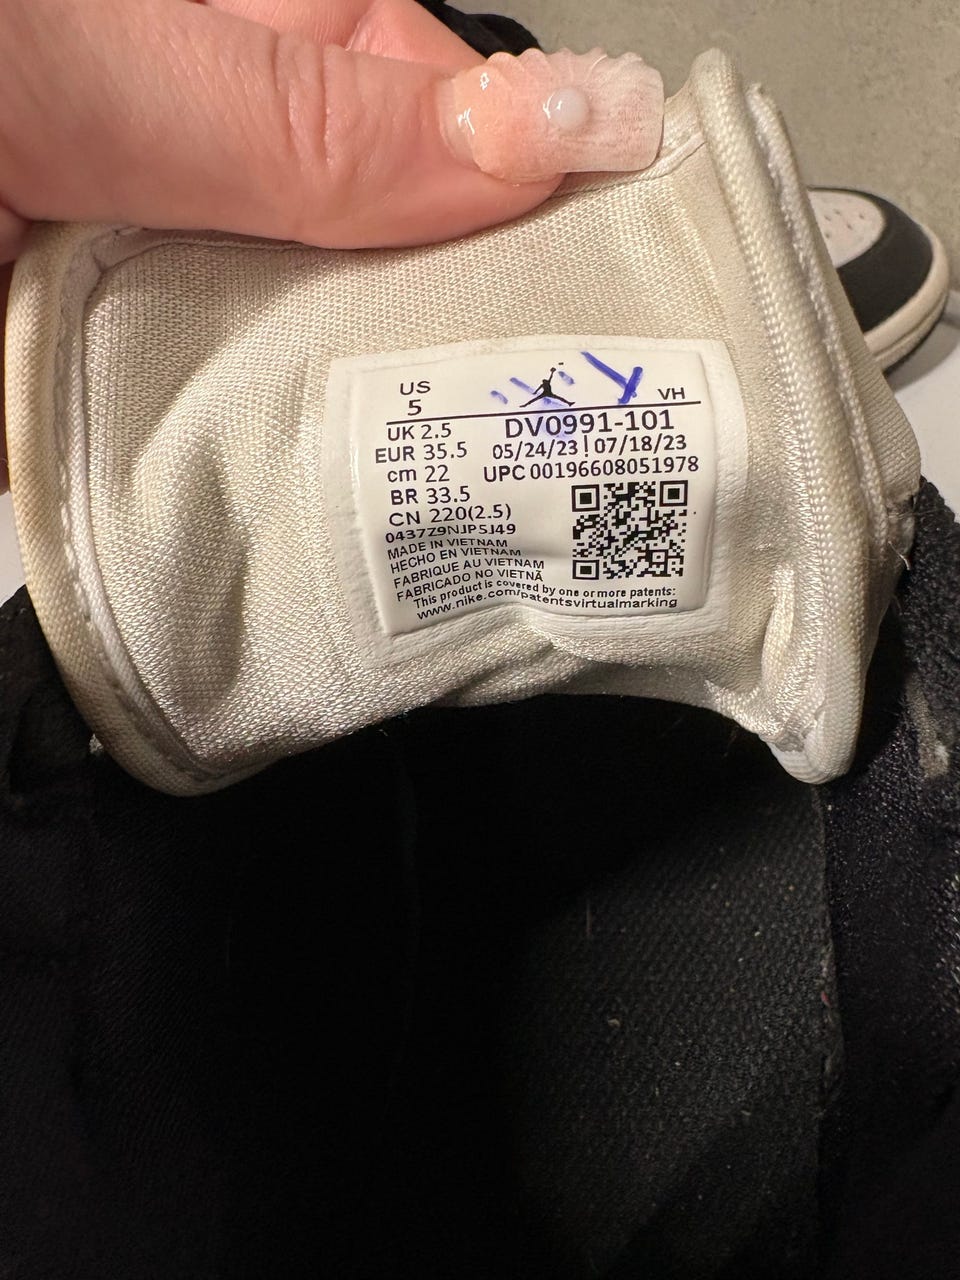 US
5
VH
UK 2.5
DV0991-101
EUR 35.5
05/24/23 | 07/18/23
cm 22
UPC 00196608051978
BR 33.5
CN 220(2.5)
0437Z9NJP5J49
MADE IN VIETNAM
HECHO EN VIETNAM
FABRIQUE AU VIETNAM
FABRICADO NO VIETNÃ
This product is covered by one or more patents:
www.nike.com/patentsvirtualmarking